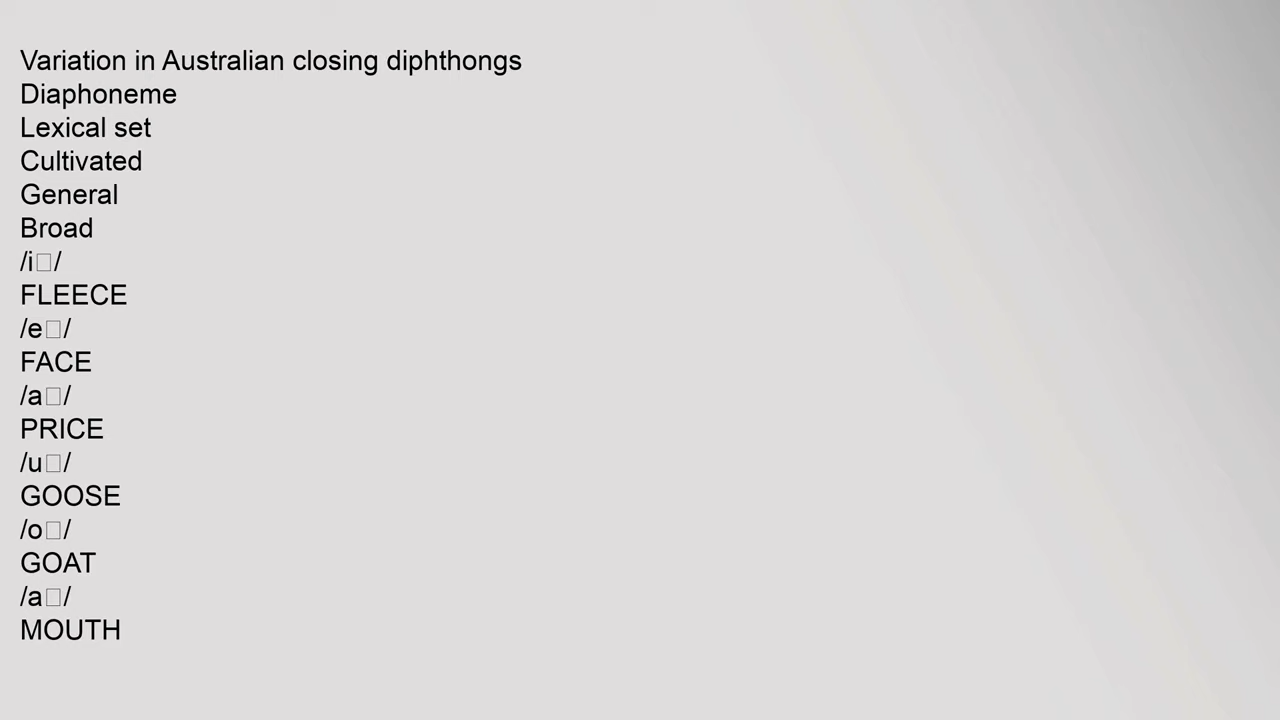 Variation in Australian closing diphthongs
Diaphoneme
Lexical set
Cultivated
General
Broad
/i□/
FLEECE
/e□/
FACE
/a□/
PRICE
/u□/
GOOSE
/o□/
GOAT
/a□/
MOUTH